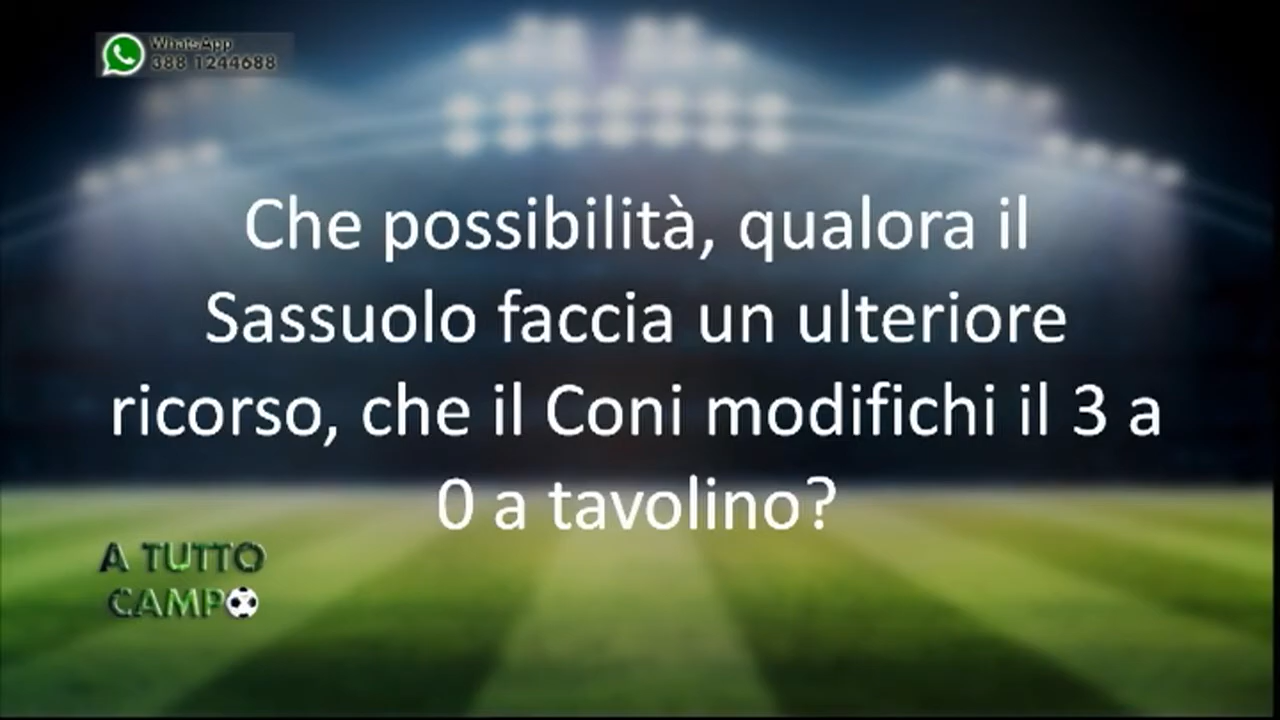 WhatsApp
388 1244688
Che possibilità, qualora il
Sassuolo faccia un ulteriore
ricorso, che il Coni modifichi il 3 a
0 a tavolino?
A TUTTO
CAMPO